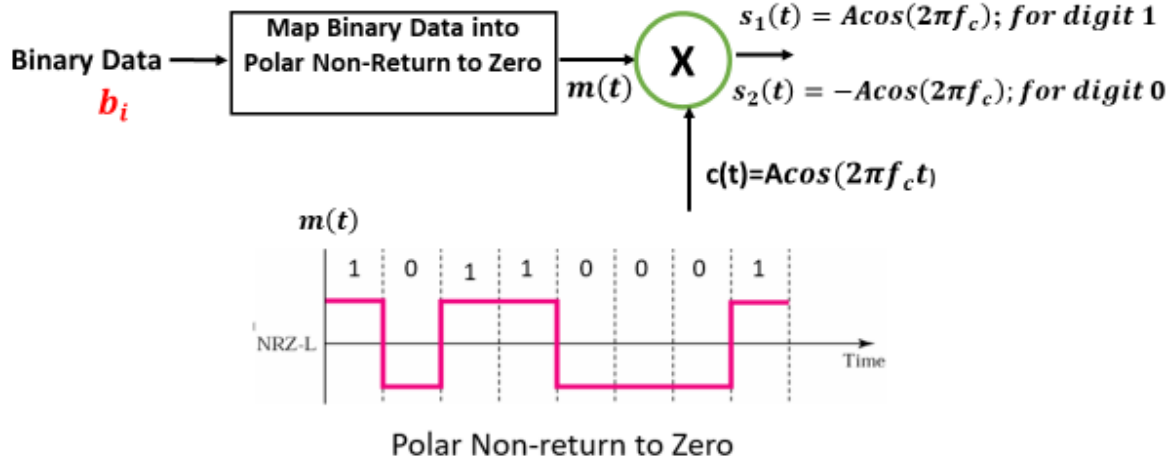 Map Binary Data into
Polar Non-Return to Zero
Binary Data
b_i
m(t)
X
s_1(t) = Acos(2πf_c); for digit 1
s_2(t) = −Acos(2πf_c); for digit 0
c(t)=Acos(2πf_c t)
m(t)
1 0 1 1 0 0 0 1
NRZ-L
Time
Polar Non-return to Zero